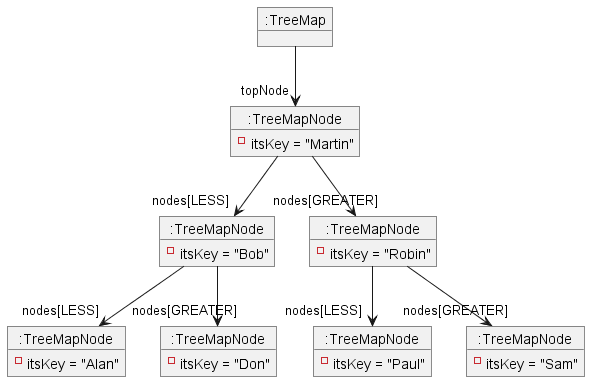 :TreeMap
topNode
:TreeMapNode
itsKey = "Martin"
nodes[LESS]
nodes[GREATER]
:TreeMapNode
itsKey = "Bob"
:TreeMapNode
itsKey = "Robin"
nodes[LESS]
nodes[GREATER]
nodes[LESS]
nodes[GREATER]
:TreeMapNode
itsKey = "Alan"
:TreeMapNode
itsKey = "Don"
:TreeMapNode
itsKey = "Paul"
:TreeMapNode
itsKey = "Sam"